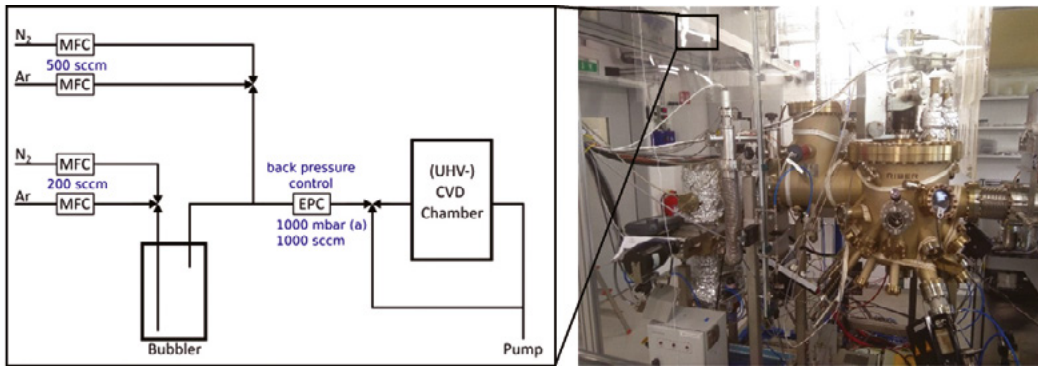 N2
MFC
500 sccm
Ar
MFC
N2
MFC
200 sccm
Ar
MFC
back pressure
control
EPC
1000 mbar (a)
1000 sccm
(UHV-)
CVD
Chamber
Bubbler
Pump
RIBER